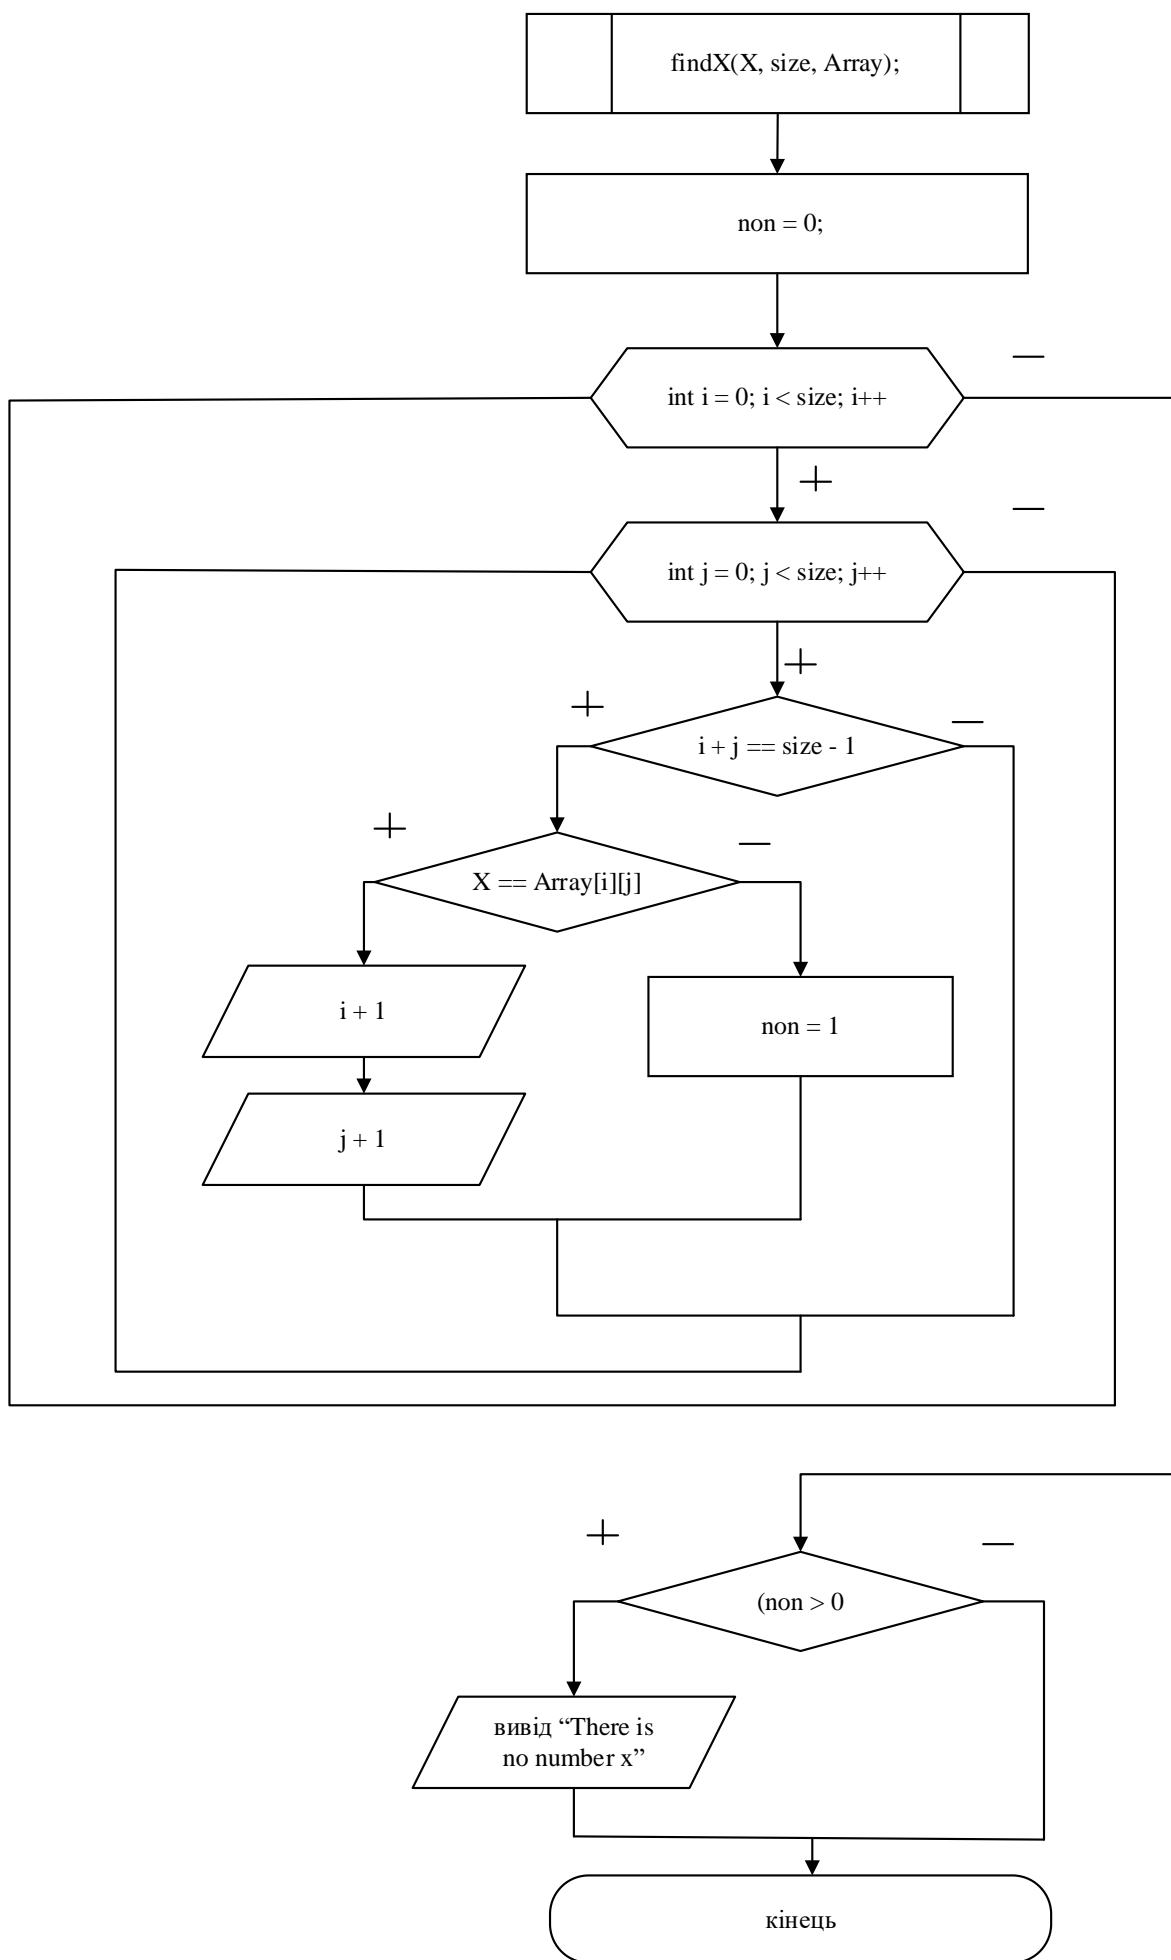 findX(X, size, Array);
non = 0;
int i = 0; i < size; i++
int j = 0; j < size; j++
i + j == size - 1
X == Array[i][j]
i + 1
non = 1
j + 1
(non > 0
вивід “There is
no number x”
кінець